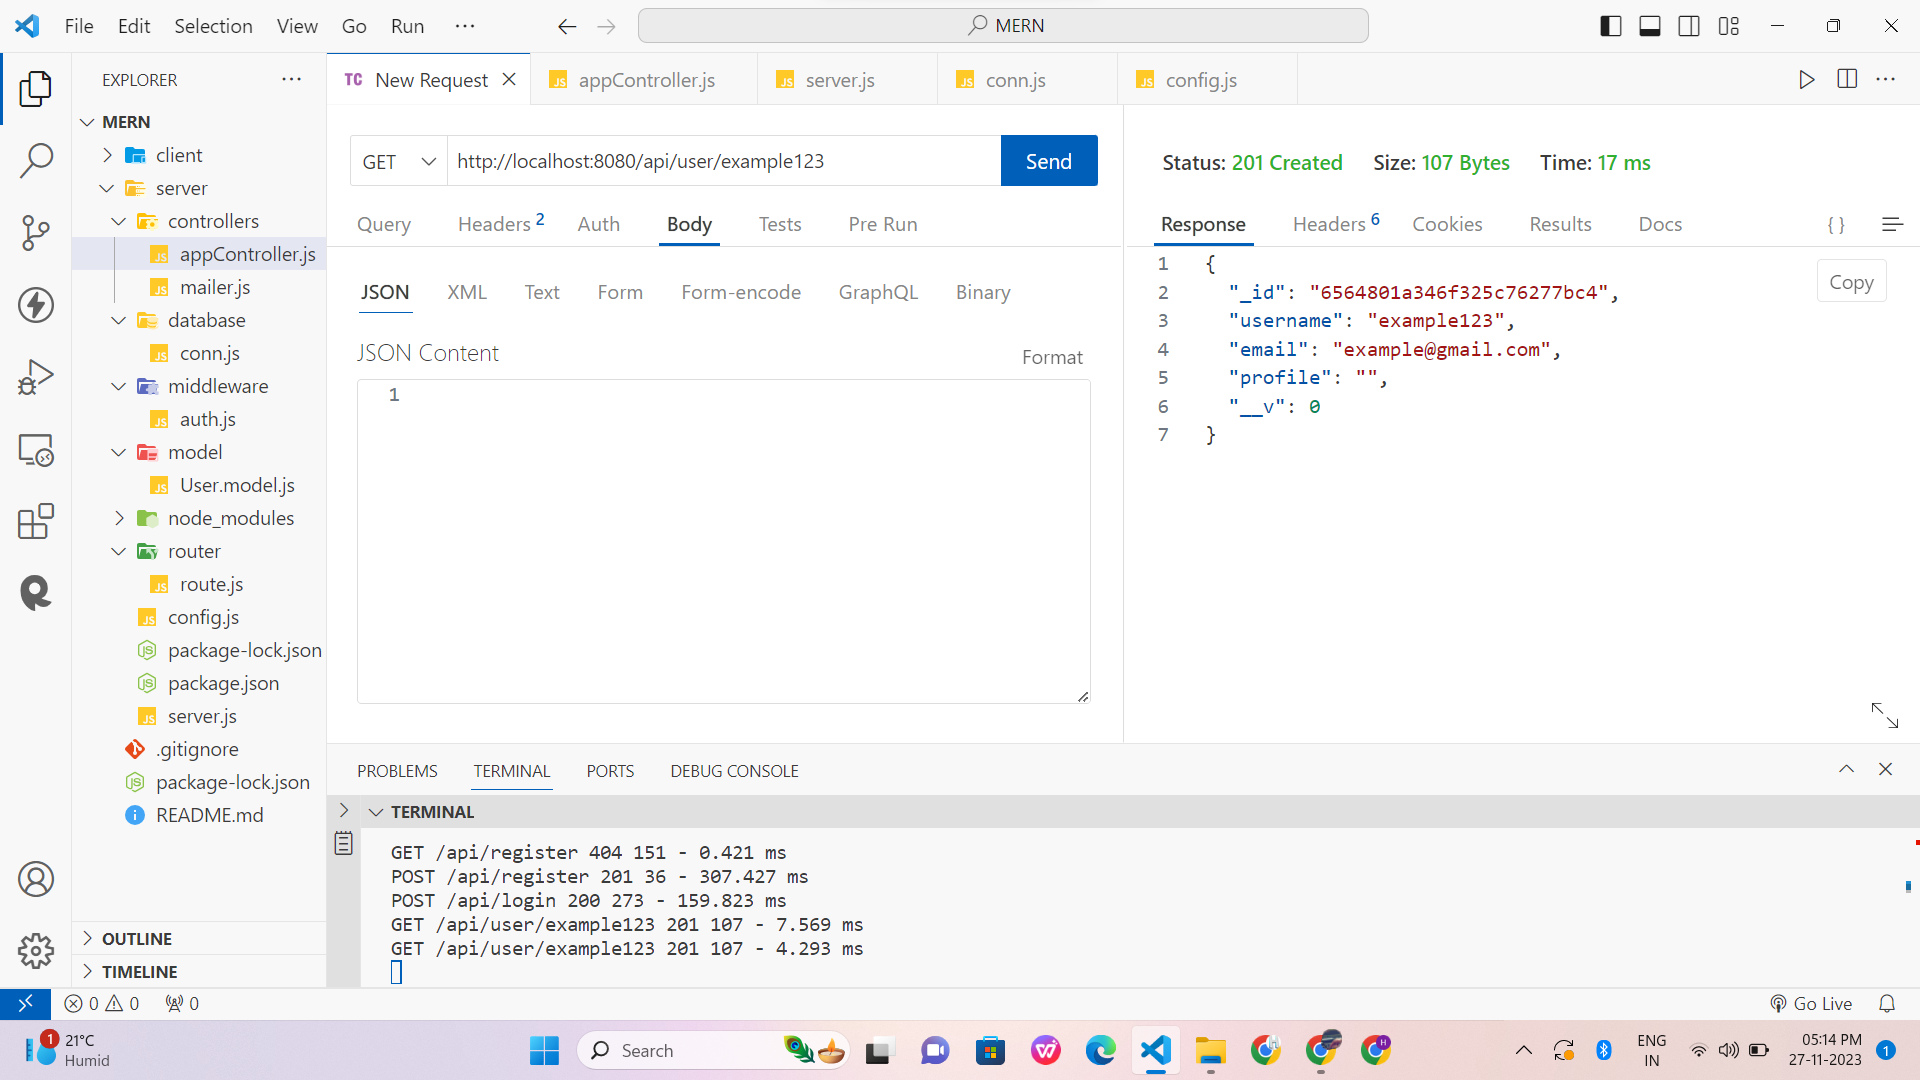 File Edit Selection View Go Run ···
MERN
EXPLORER ···
MERN
client
server
controllers
appController.js
mailer.js
database
conn.js
middleware
auth.js
model
User.model.js
node_modules
router
route.js
config.js
package-lock.json
package.json
server.js
.gitignore
package-lock.json
README.md
OUTLINE
TIMELINE
TC New Request
JS appController.js
JS server.js
JS conn.js
JS config.js
GET http://localhost:8080/api/user/example123 Send
Query Headers 2 Auth Body Tests Pre Run
JSON XML Text Form Form-encode GraphQL Binary
JSON Content
Format
1
Status: 201 Created Size: 107 Bytes Time: 17 ms
Response Headers 6 Cookies Results Docs { }
Copy
1 {
2 "_id": "6564801a346f325c76277bc4",
3 "username": "example123",
4 "email": "example@gmail.com",
5 "profile": "",
6 "__v": 0
7 }
PROBLEMS TERMINAL PORTS DEBUG CONSOLE
TERMINAL
GET /api/register 404 151 - 0.421 ms
POST /api/register 201 36 - 307.427 ms
POST /api/login 200 273 - 159.823 ms
GET /api/user/example123 201 107 - 7.569 ms
GET /api/user/example123 201 107 - 4.293 ms
0 0 0
Go Live
1 21°C
Humid
Search
ENG
IN
05:14 PM
27-11-2023
1